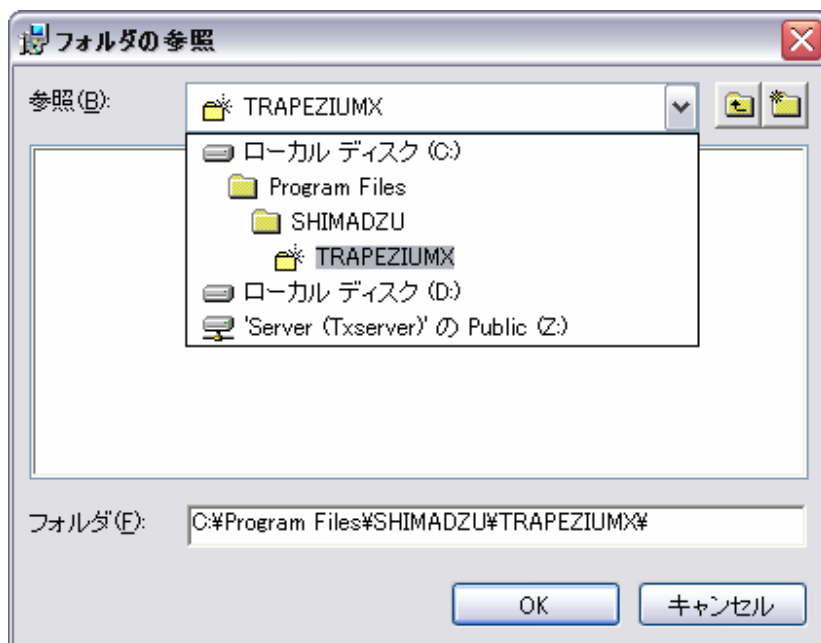 フォルダの参照
参照(B):
TRAPEZIUMX
ローカル ディスク (C:)
Program Files
SHIMADZU
TRAPEZIUMX
ローカル ディスク (D:)
'Server (Txserver)' の Public (Z:)
フォルダ(F):
C:¥Program Files¥SHIMADZU¥TRAPEZIUMX¥
OK
キャンセル